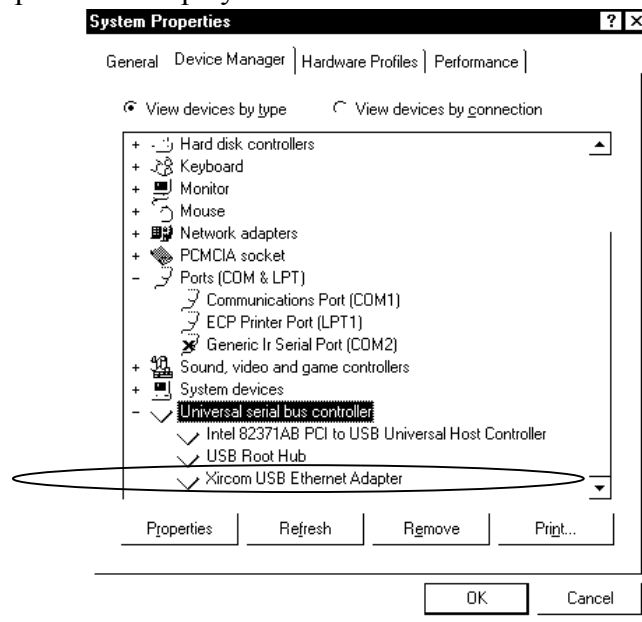 System Properties ? ×
General Device Manager Hardware Profiles Performance
View devices by type View devices by connection
+ Hard disk controllers
+ Keyboard
+ Monitor
+ Mouse
+ Network adapters
+ PCMCIA socket
- Ports (COM & LPT)
Communications Port (COM1)
ECP Printer Port (LPT1)
Generic Ir Serial Port (COM2)
+ Sound, video and game controllers
+ System devices
- Universal serial bus controller
Intel 82371AB PCI to USB Universal Host Controller
USB Root Hub
Xircom USB Ethernet Adapter
Properties Refresh Remove Print...
OK Cancel